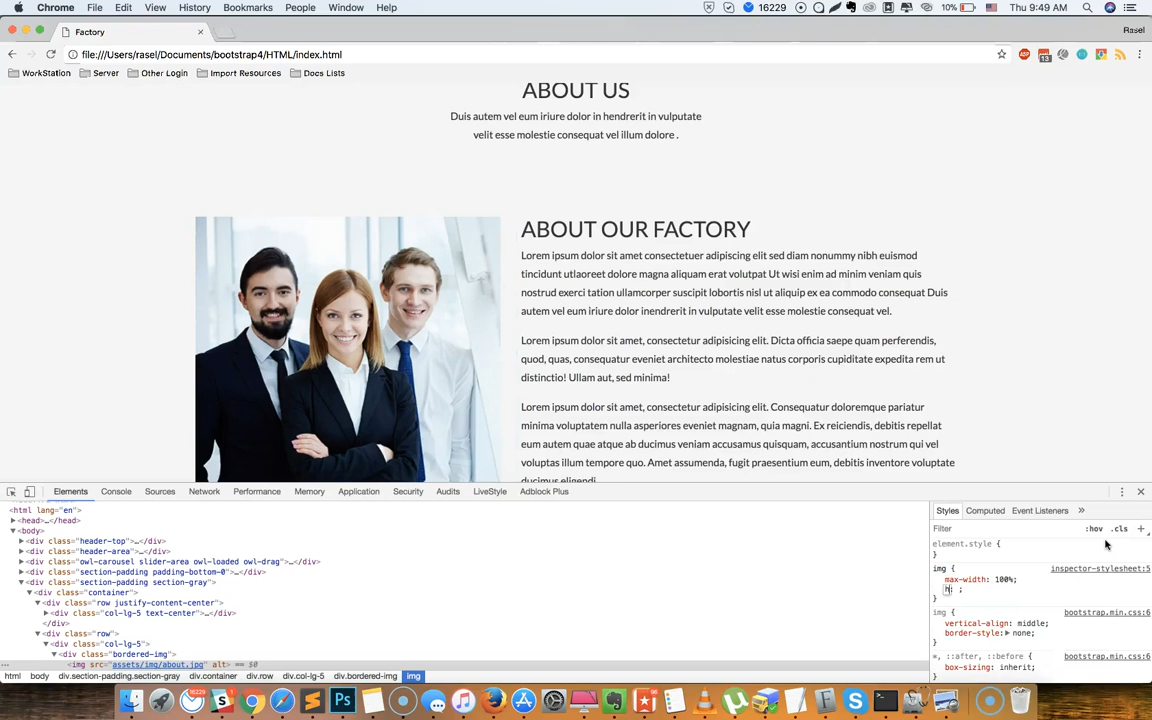 Chrome File Edit View History Bookmarks People Window Help 16229 10% Thu 9:49 AM
Factory Rasel
file:///Users/rasel/Documents/bootstrap4/HTML/index.html ABP 13
WorkStation Server Other Login Import Resources Docs Lists
ABOUT US
Duis autem vel eum iriure dolor in hendrerit in vulputate
velit esse molestie consequat vel illum dolore .
ABOUT OUR FACTORY
Lorem ipsum dolor sit amet consectetuer adipiscing elit sed diam nonummy nibh euismod
tincidunt utlaoreet dolore magna aliquam erat volutpat Ut wisi enim ad minim veniam quis
nostrud exerci tation ullamcorper suscipit lobortis nisl ut aliquip ex ea commodo consequat Duis
autem vel eum iriure dolor inendrerit in vulputate velit esse molestie consequat vel.
Lorem ipsum dolor sit amet, consectetur adipisicing elit. Dicta officia saepe quam perferendis,
quod, quas, consequatur eveniet architecto molestiae natus corporis cupiditate expedita rem ut
distinctio! Ullam aut, sed minima!
Lorem ipsum dolor sit amet, consectetur adipisicing elit. Consequatur doloremque pariatur
minima voluptatem nulla asperiores eveniet magnam, quia magni. Ex reiciendis, debitis repellat
eum autem quae atque ab ducimus veniam accusamus quisquam, accusantium nostrum qui vel
voluptas illum tempore quo. Amet assumenda, fugit praesentium eum, debitis inventore voluptate
ducimus eligendi
Elements Console Sources Network Performance Memory Application Security Audits LiveStyle Adblock Plus
<html lang="en">
<head>…</head>
<body>
<div class="header-top">…</div>
<div class="header-area">…</div>
<div class="owl-carousel slider-area owl-loaded owl-drag">…</div>
<div class="section-padding padding-bottom-0">…</div>
<div class="section-padding section-gray">
<div class="container">
<div class="row justify-content-center">
<div class="col-lg-5 text-center">…</div>
</div>
<div class="row">
<div class="col-lg-5">
<div class="bordered-img">
… <img src="assets/img/about.jpg" alt> == $0
html body div.section-padding.section-gray div.container div.row div.col-lg-5 div.bordered-img img
Styles Computed Event Listeners »
Filter :hov .cls +
element.style {
}
img { inspector-stylesheet:5
max-width: 100%;
h: ;
}
img { bootstrap.min.css:6
vertical-align: middle;
border-style: none;
}
*, ::after, ::before { bootstrap.min.css:6
box-sizing: inherit;
}
16229 1 Ps 96